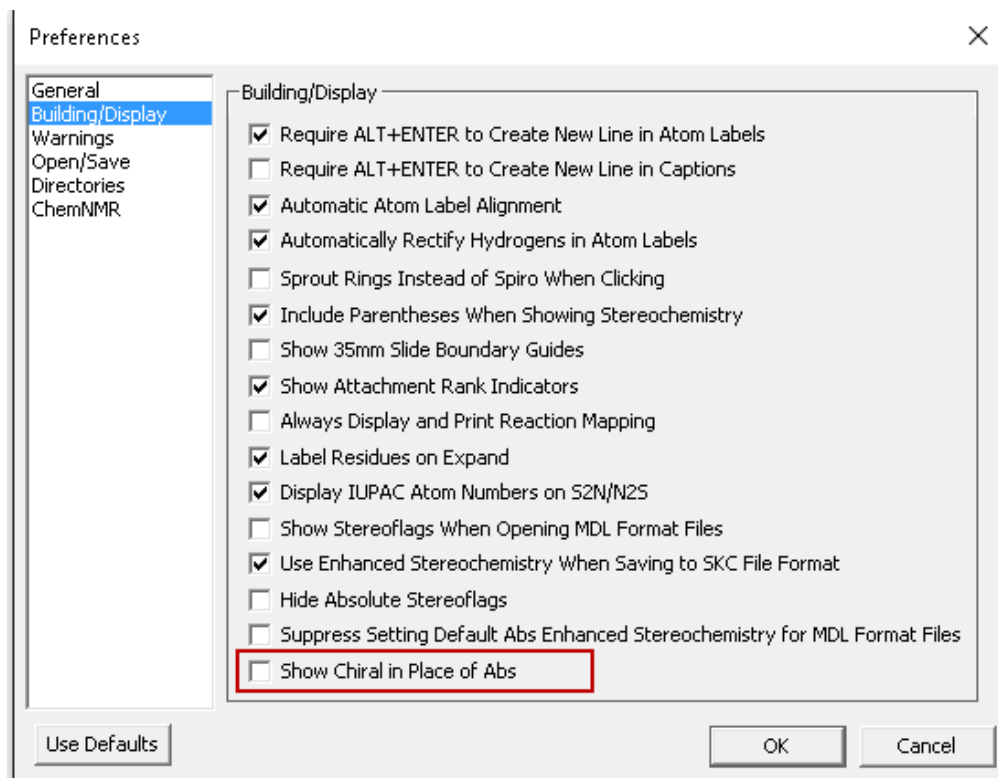 Preferences
General
Building/Display
Warnings
Open/Save
Directories
ChemNMR
Building/Display
Require ALT+ENTER to Create New Line in Atom Labels
Require ALT+ENTER to Create New Line in Captions
Automatic Atom Label Alignment
Automatically Rectify Hydrogens in Atom Labels
Sprout Rings Instead of Spiro When Clicking
Include Parentheses When Showing Stereochemistry
Show 35mm Slide Boundary Guides
Show Attachment Rank Indicators
Always Display and Print Reaction Mapping
Label Residues on Expand
Display IUPAC Atom Numbers on S2N/N2S
Show Stereoflags When Opening MDL Format Files
Use Enhanced Stereochemistry When Saving to SKC File Format
Hide Absolute Stereoflags
Suppress Setting Default Abs Enhanced Stereochemistry for MDL Format Files
Show Chiral in Place of Abs
Use Defaults
OK
Cancel